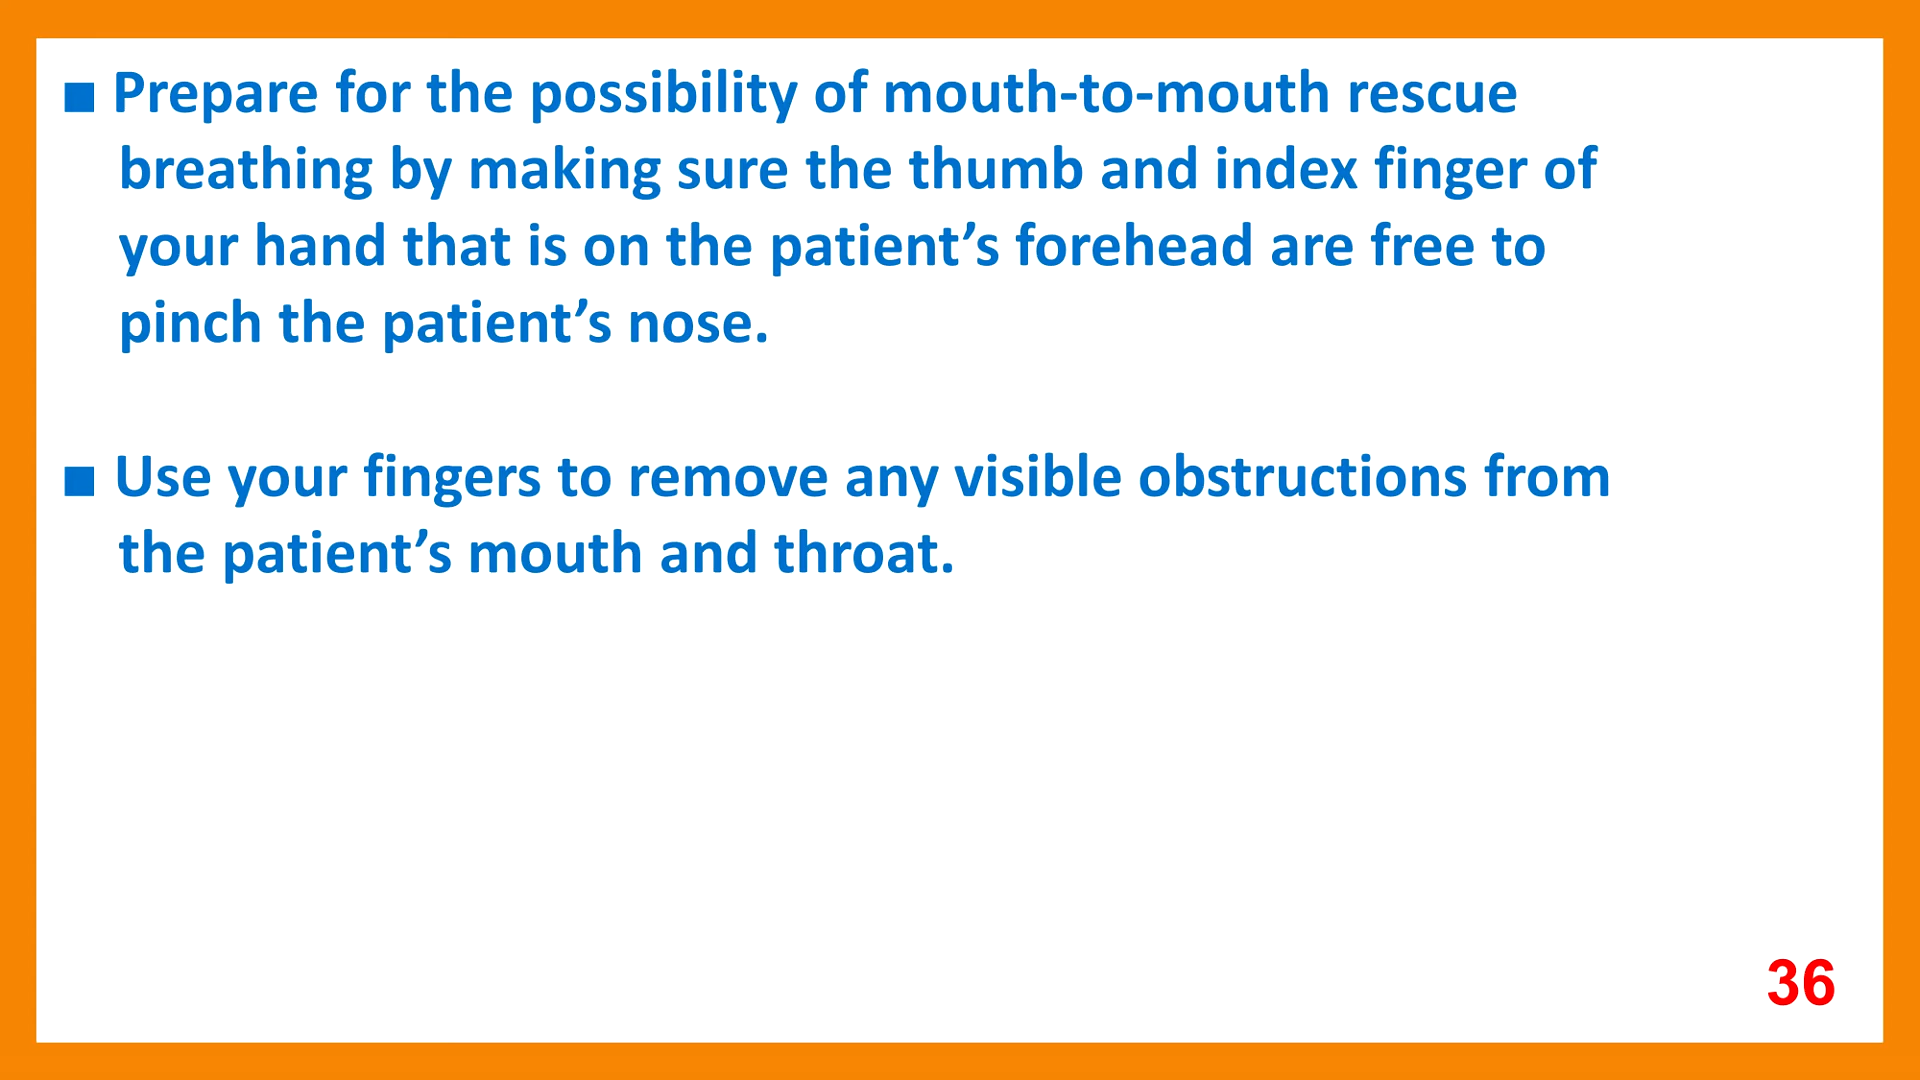 ■ Prepare for the possibility of mouth-to-mouth rescue
breathing by making sure the thumb and index finger of
your hand that is on the patient’s forehead are free to
pinch the patient’s nose.
■ Use your fingers to remove any visible obstructions from
the patient’s mouth and throat.
36